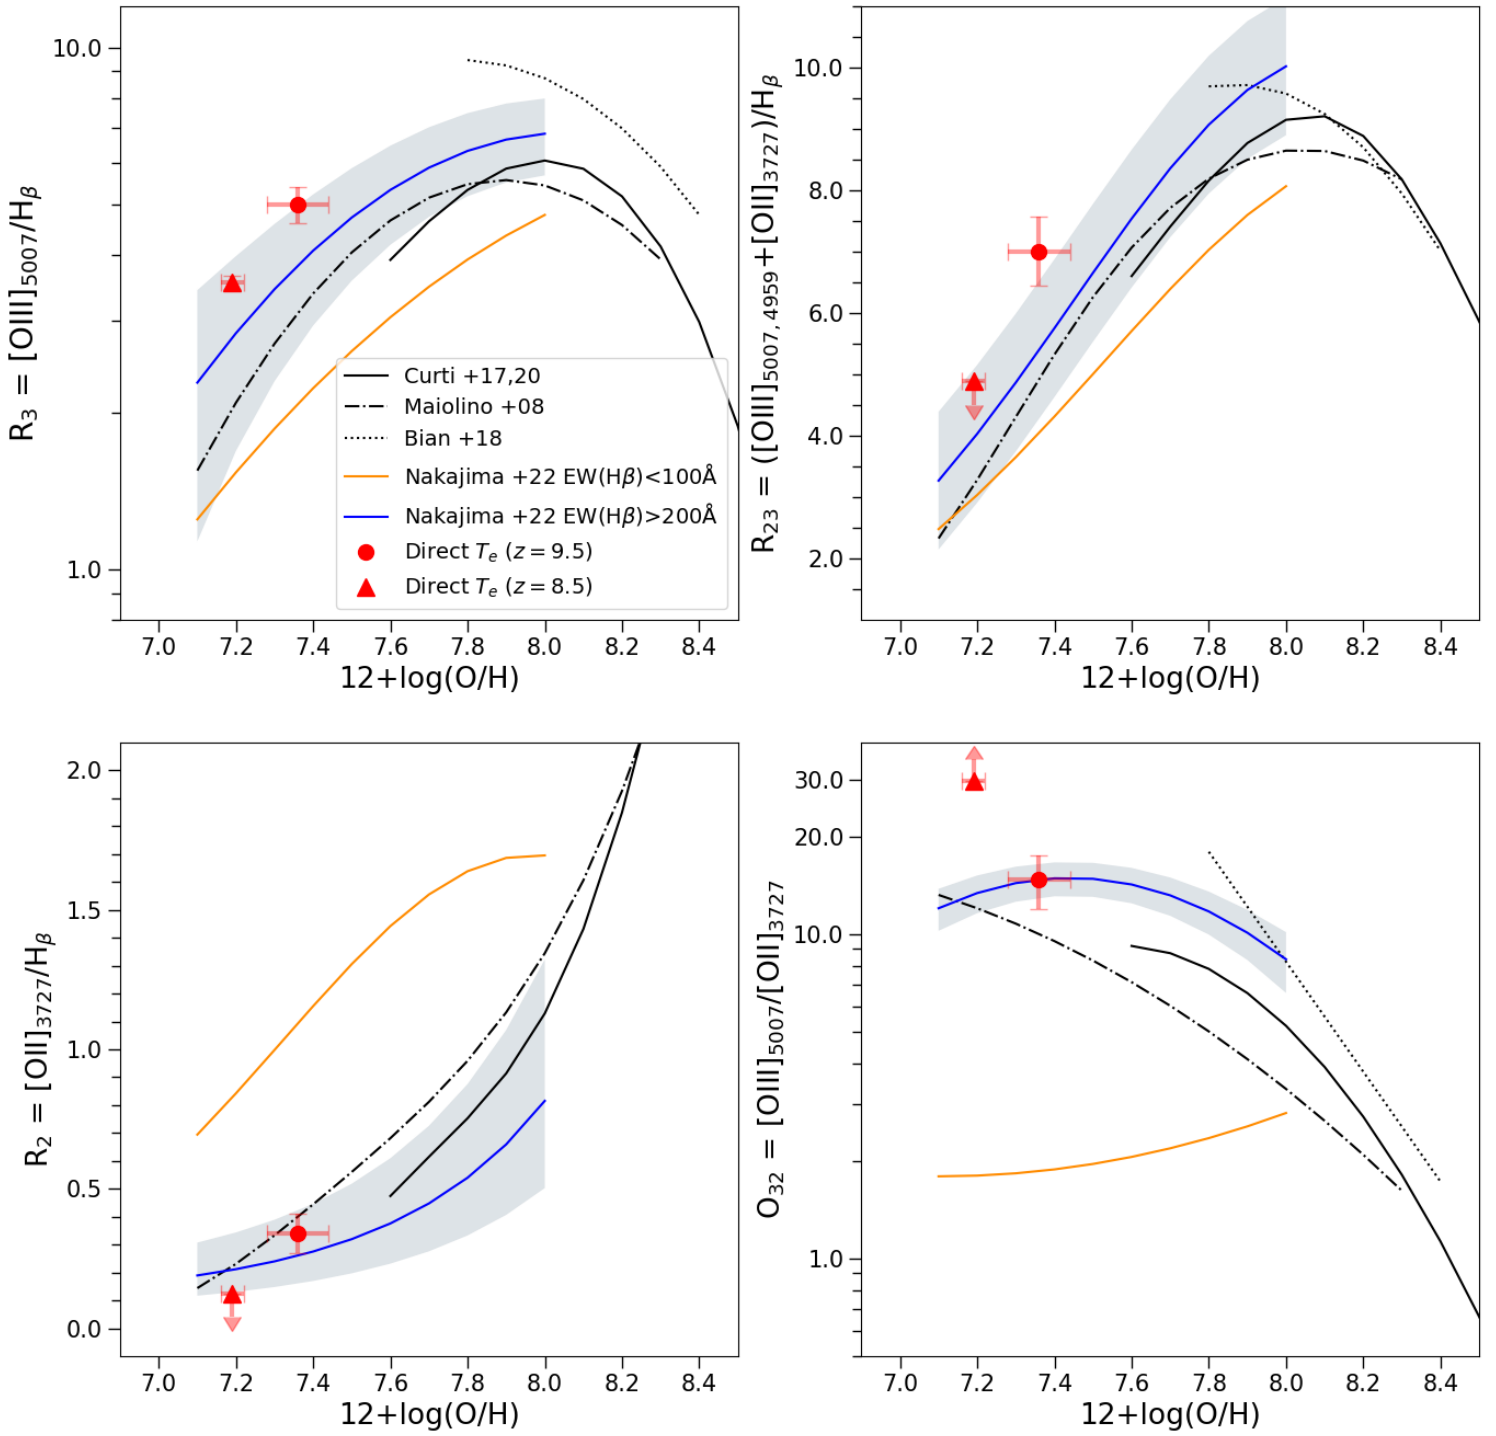 10.0
1.0
R₃ = [OIII]₅₀₀₇/Hᵦ
Curti +17,20
Maiolino +08
Bian +18
Nakajima +22 EW(Hβ)<100Å
Nakajima +22 EW(Hβ)>200Å
Direct Tₑ (z = 9.5)
Direct Tₑ (z = 8.5)
7.0 7.2 7.4 7.6 7.8 8.0 8.2 8.4
12+log(O/H)
10.0
8.0
6.0
4.0
2.0
R₂₃ = ([OIII]₅₀₀₇,₄₉₅₉+[OII]₃₇₂₇)/Hᵦ
7.0 7.2 7.4 7.6 7.8 8.0 8.2 8.4
12+log(O/H)
2.0
1.5
1.0
0.5
0.0
R₂ = [OII]₃₇₂₇/Hᵦ
7.0 7.2 7.4 7.6 7.8 8.0 8.2 8.4
12+log(O/H)
30.0
20.0
10.0
1.0
O₃₂ = [OIII]₅₀₀₇/[OII]₃₇₂₇
7.0 7.2 7.4 7.6 7.8 8.0 8.2 8.4
12+log(O/H)